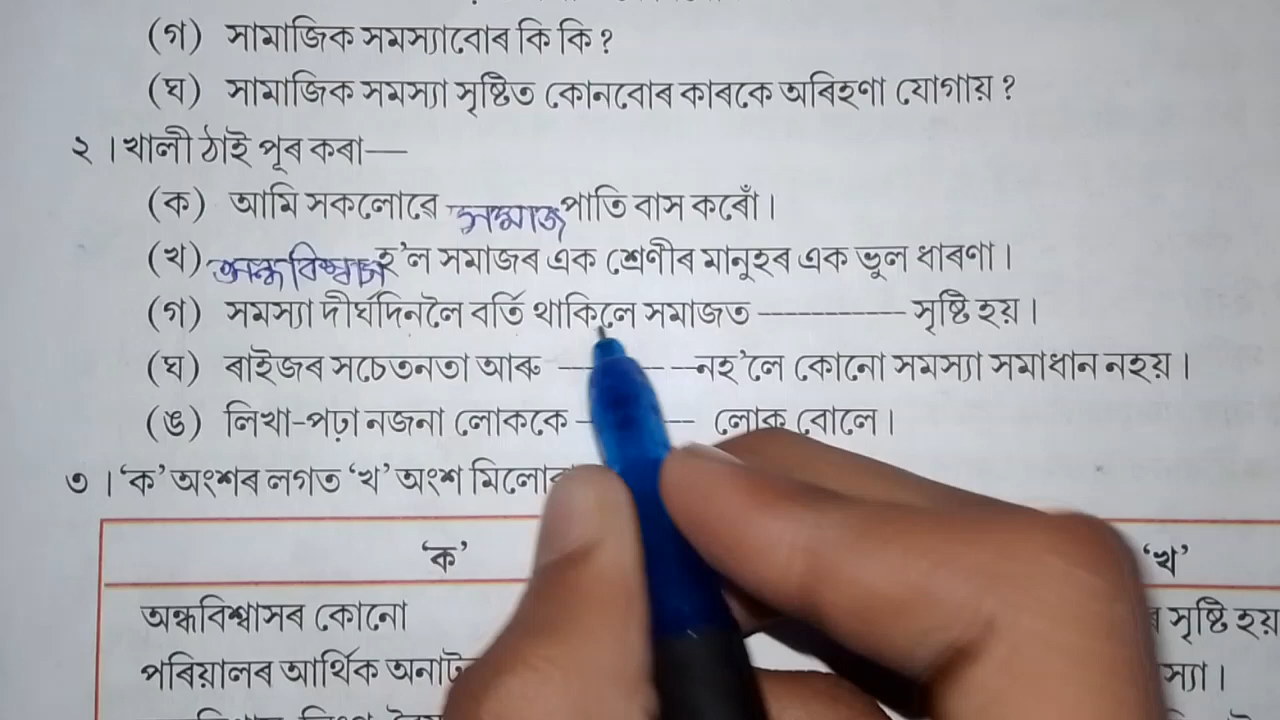 (গ) সামাজিক সমস্যাবোৰ কি কি ?
(ঘ) সামাজিক সমস্যা সৃষ্টিত কোনবোৰ কাৰকে অৰিহণা যোগায় ?
২ । খালী ঠাই পূৰ কৰা—
(ক) আমি সকলোৱে সমাজ পাতি বাস কৰোঁ ।
(খ) অন্ধবিশ্বাস হ'ল সমাজৰ এক শ্ৰেণীৰ মানুহৰ এক ভুল ধাৰণা ।
(গ) সমস্যা দীৰ্ঘদিনলৈ বৰ্তি থাকিলে সমাজত ———— সৃষ্টি হয় ।
(ঘ) ৰাইজৰ সচেতনতা আৰু ———— নহ'লে কোনো সমস্যা সমাধান নহয় ।
(ঙ) লিখা-পঢ়া নজনা লোককে ———— লোক বোলে ।
৩ । 'ক' অংশৰ লগত 'খ' অংশ
'ক' 'খ'
অন্ধবিশ্বাসৰ কোনো সৃষ্টি হয়
পৰিয়ালৰ আৰ্থিক